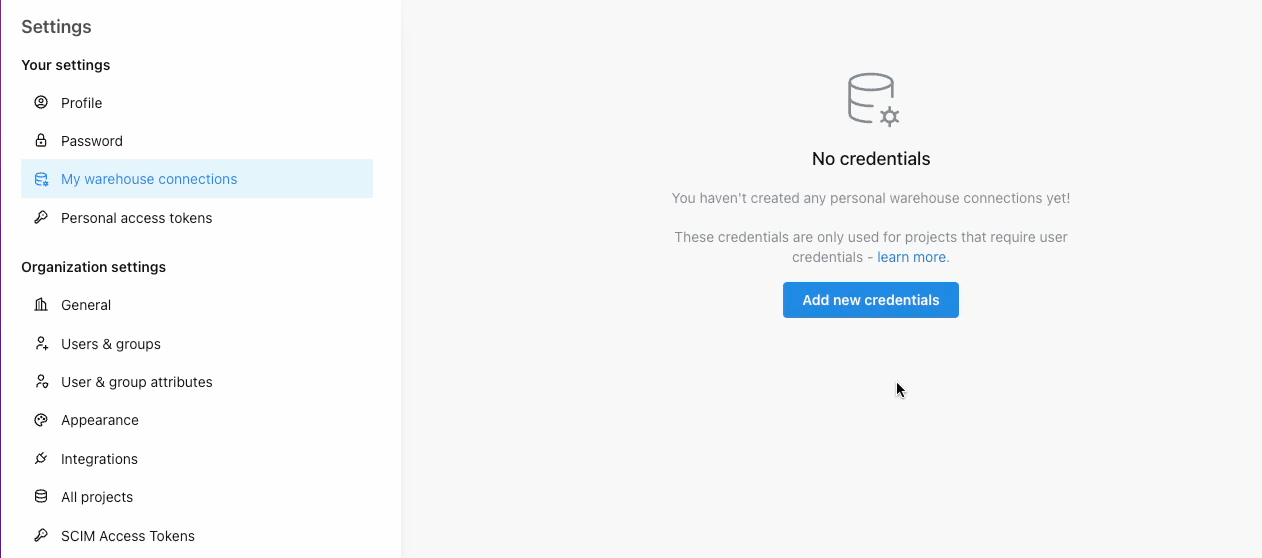 Settings
Your settings
Profile
Password
My warehouse connections
Personal access tokens
Organization settings
General
Users & groups
User & group attributes
Appearance
Integrations
All projects
SCIM Access Tokens
No credentials
You haven't created any personal warehouse connections yet!
These credentials are only used for projects that require user
credentials - learn more.
Add new credentials